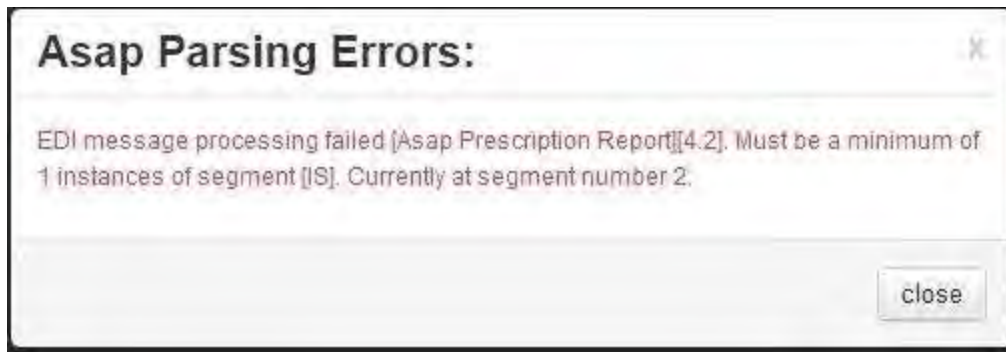 Asap Parsing Errors:
x
EDI message processing failed [Asap Prescription Report][4.2]. Must be a minimum of
1 instances of segment [IS]. Currently at segment number 2.
close